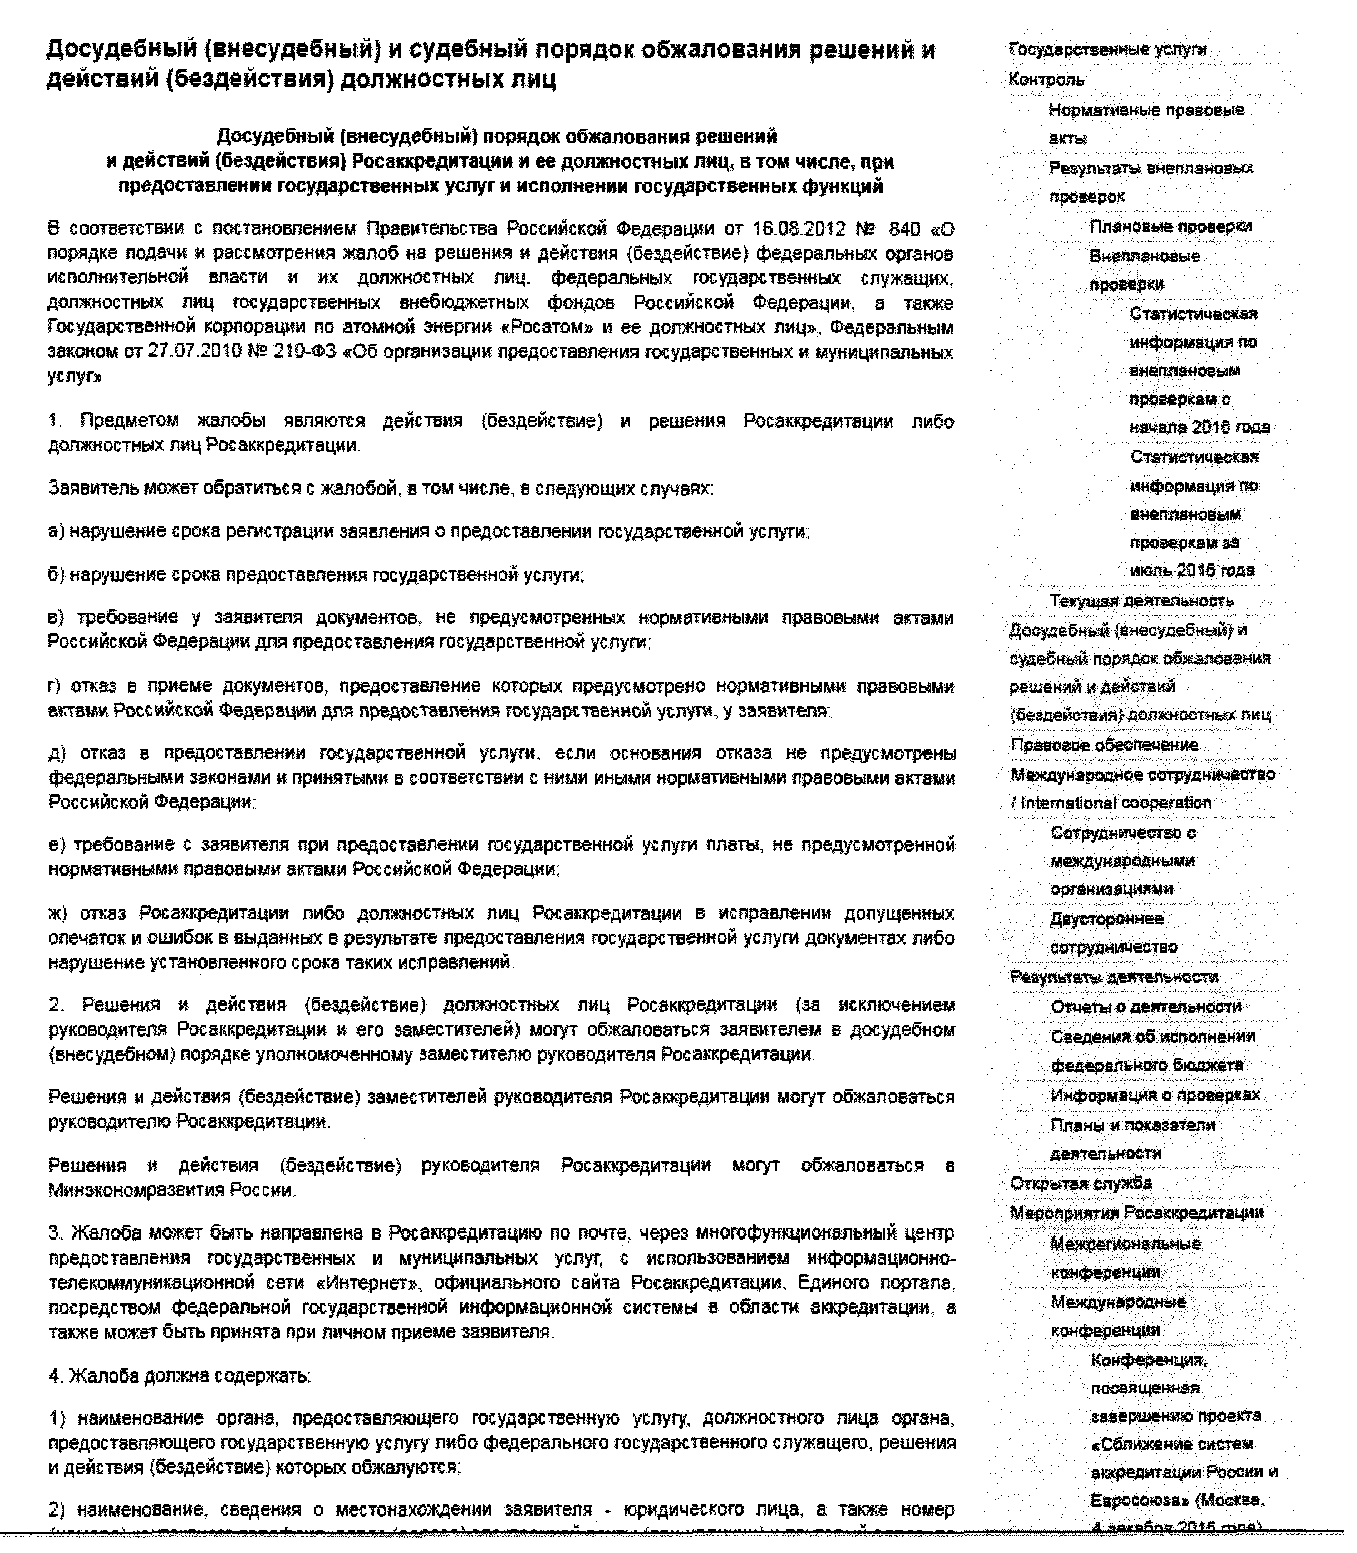 Досудебный (внесудебный) и судебный порядок обжалования решений и
действий (бездействия) должностных лиц
Досудебный (внесудебный) порядок обжалования решений
и действий (бездействия) Росаккредитации и ее должностных лиц, в том числе, при
предоставлении государственных услуг и исполнении государственных функций
В соответствии с постановлением Правительства Российской Федерации от 16.08.2012 № 840 «О
порядке подачи и рассмотрения жалоб на решения и действия (бездействие) федеральных органов
исполнительной власти и их должностных лиц, федеральных государственных служащих,
должностных лиц государственных внебюджетных фондов Российской Федерации, а также
Государственной корпорации по атомной энергии «Росатом» и ее должностных лиц», Федеральным
законом от 27.07.2010 № 210-ФЗ «Об организации предоставления государственных и муниципальных
услуг»
1. Предметом жалобы являются действия (бездействие) и решения Росаккредитации либо
должностных лиц Росаккредитации.
Заявитель может обратиться с жалобой, в том числе, в следующих случаях:
а) нарушение срока регистрации заявления о предоставлении государственной услуги;
б) нарушение срока предоставления государственной услуги;
в) требование у заявителя документов, не предусмотренных нормативными правовыми актами
Российской Федерации для предоставления государственной услуги;
г) отказ в приеме документов, предоставление которых предусмотрено нормативными правовыми
актами Российской Федерации для предоставления государственной услуги, у заявителя;
д) отказ в предоставлении государственной услуги, если основания отказа не предусмотрены
федеральными законами и принятыми в соответствии с ними иными нормативными правовыми актами
Российской Федерации;
е) требование с заявителя при предоставлении государственной услуги платы, не предусмотренной
нормативными правовыми актами Российской Федерации;
ж) отказ Росаккредитации либо должностных лиц Росаккредитации в исправлении допущенных
опечаток и ошибок в выданных в результате предоставления государственной услуги документах либо
нарушение установленного срока таких исправлений.
2. Решения и действия (бездействие) должностных лиц Росаккредитации (за исключением
руководителя Росаккредитации и его заместителей) могут обжаловаться заявителем в досудебном
(внесудебном) порядке уполномоченному заместителю руководителя Росаккредитации.
Решения и действия (бездействие) заместителей руководителя Росаккредитации могут обжаловаться
руководителю Росаккредитации.
Решения и действия (бездействие) руководителя Росаккредитации могут обжаловаться в
Минэкономразвития России.
3. Жалоба может быть направлена в Росаккредитацию по почте, через многофункциональный центр
предоставления государственных и муниципальных услуг, с использованием информационно-
телекоммуникационной сети «Интернет», официального сайта Росаккредитации, Единого портала,
посредством федеральной государственной информационной системы в области аккредитации, а
также может быть принята при личном приеме заявителя.
4. Жалоба должна содержать:
1) наименование органа, предоставляющего государственную услугу, должностного лица органа,
предоставляющего государственную услугу либо федерального государственного служащего, решения
и действия (бездействие) которых обжалуются;
2) наименование, сведения о местонахождении заявителя - юридического лица, а также номер
Государственные услуги
Контроль
Нормативные правовые
акты
Результаты внеплановых
проверок
Плановые проверки
Внеплановые
проверки
Статистическая
информация по
внеплановым
проверкам с
начала 2016 года
Статистическая
информация по
внеплановым
проверкам за
июль 2016 года
Текущая деятельность
Досудебный (внесудебный) и
судебный порядок обжалования
решений и действий
(бездействия) должностных лиц
Правовое обеспечение
Международное сотрудничество
/ International cooperation
Сотрудничество с
международными
организациями
Двустороннее
сотрудничество
Результаты деятельности
Отчеты о деятельности
Сведения об исполнении
федерального бюджета
Информация о проверках
Планы и показатели
деятельности
Открытая служба
Мероприятия Росаккредитации
Межрегиональные
конференции
Международные
конференции
Конференция,
посвященная
завершению проекта
«Сближение систем
аккредитации России и
Евросоюза» (Москва,
4 декабря 2015 года)